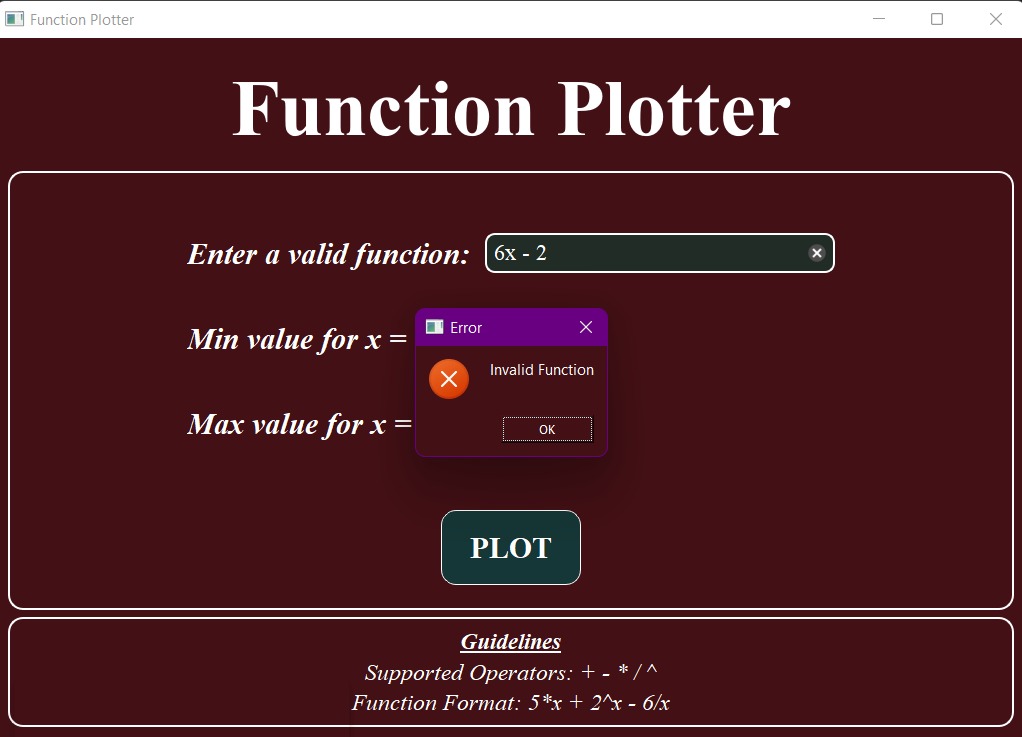 Function Plotter
Function Plotter
Enter a valid function: 6x - 2
Min value for x =
Error
Invalid Function
OK
Max value for x =
PLOT
Guidelines
Supported Operators: + - * / ^
Function Format: 5*x + 2^x - 6/x